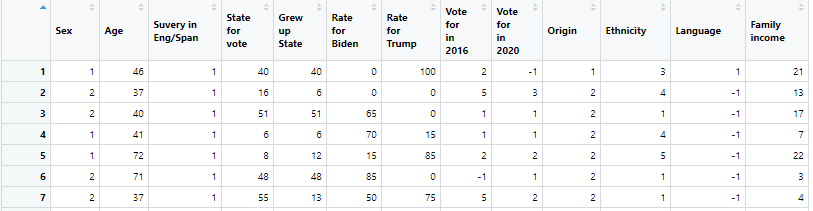 Sex Age Suvery in Eng/Span State for vote Grew up State Rate for Biden Rate for Trump Vote for in 2016 Vote for in 2020 Origin Ethnicity Language Family income
1 1 46 1 40 40 0 100 2 -1 1 3 1 21
2 2 37 1 16 6 0 0 5 3 2 4 -1 13
3 2 40 1 51 51 65 0 1 1 2 1 -1 17
4 1 41 1 6 6 70 15 1 1 2 4 -1 7
5 1 72 1 8 12 15 85 2 2 2 5 -1 22
6 2 71 1 48 48 85 0 -1 1 2 1 -1 3
7 2 37 1 55 13 50 75 5 2 2 1 -1 4